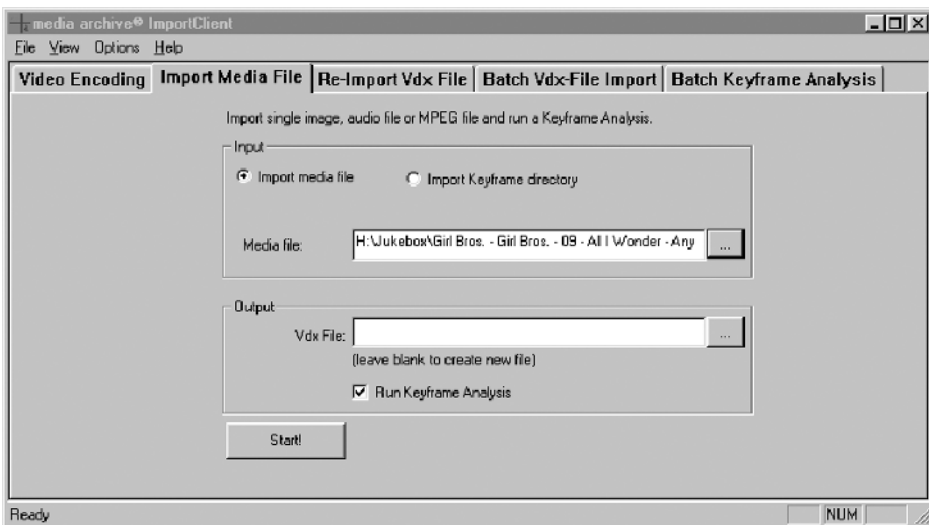 media archive® ImportClient
File View Options Help
Video Encoding Import Media File Re-Import Vdx File Batch Vdx-File Import Batch Keyframe Analysis
Import single image, audio file or MPEG file and run a Keyframe Analysis.
Input
Import media file Import Keyframe directory
Media file: H:\Jukebox\Girl Bros. - Girl Bros. - 09 - All I Wonder - Any ...
Output
Vdx File: ...
(leave blank to create new file)
Run Keyframe Analysis
Start!
Ready NUM